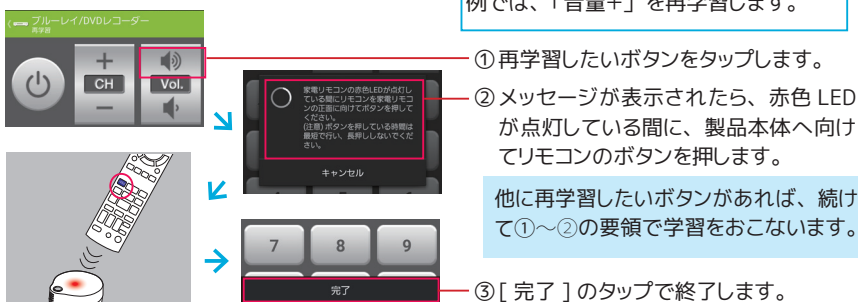 例では、「音量+」を再学習します。
ブルーレイ/DVDレコーダー
再学習
CH
Vol.
①再学習したいボタンをタップします。
家電リモコンの赤色LEDが点灯し
ている間にリモコンを家電リモコ
ンの正面に向けてボタンを押して
ください。
(注意) ボタンを押している時間は
最短で行い、長押ししないでくだ
さい。
キャンセル
②メッセージが表示されたら、赤色 LED
が点灯している間に、製品本体へ向け
てリモコンのボタンを押します。
他に再学習したいボタンがあれば、続け
て①～②の要領で学習をおこないます。
7 8 9
完了
③[ 完了 ] のタップで終了します。